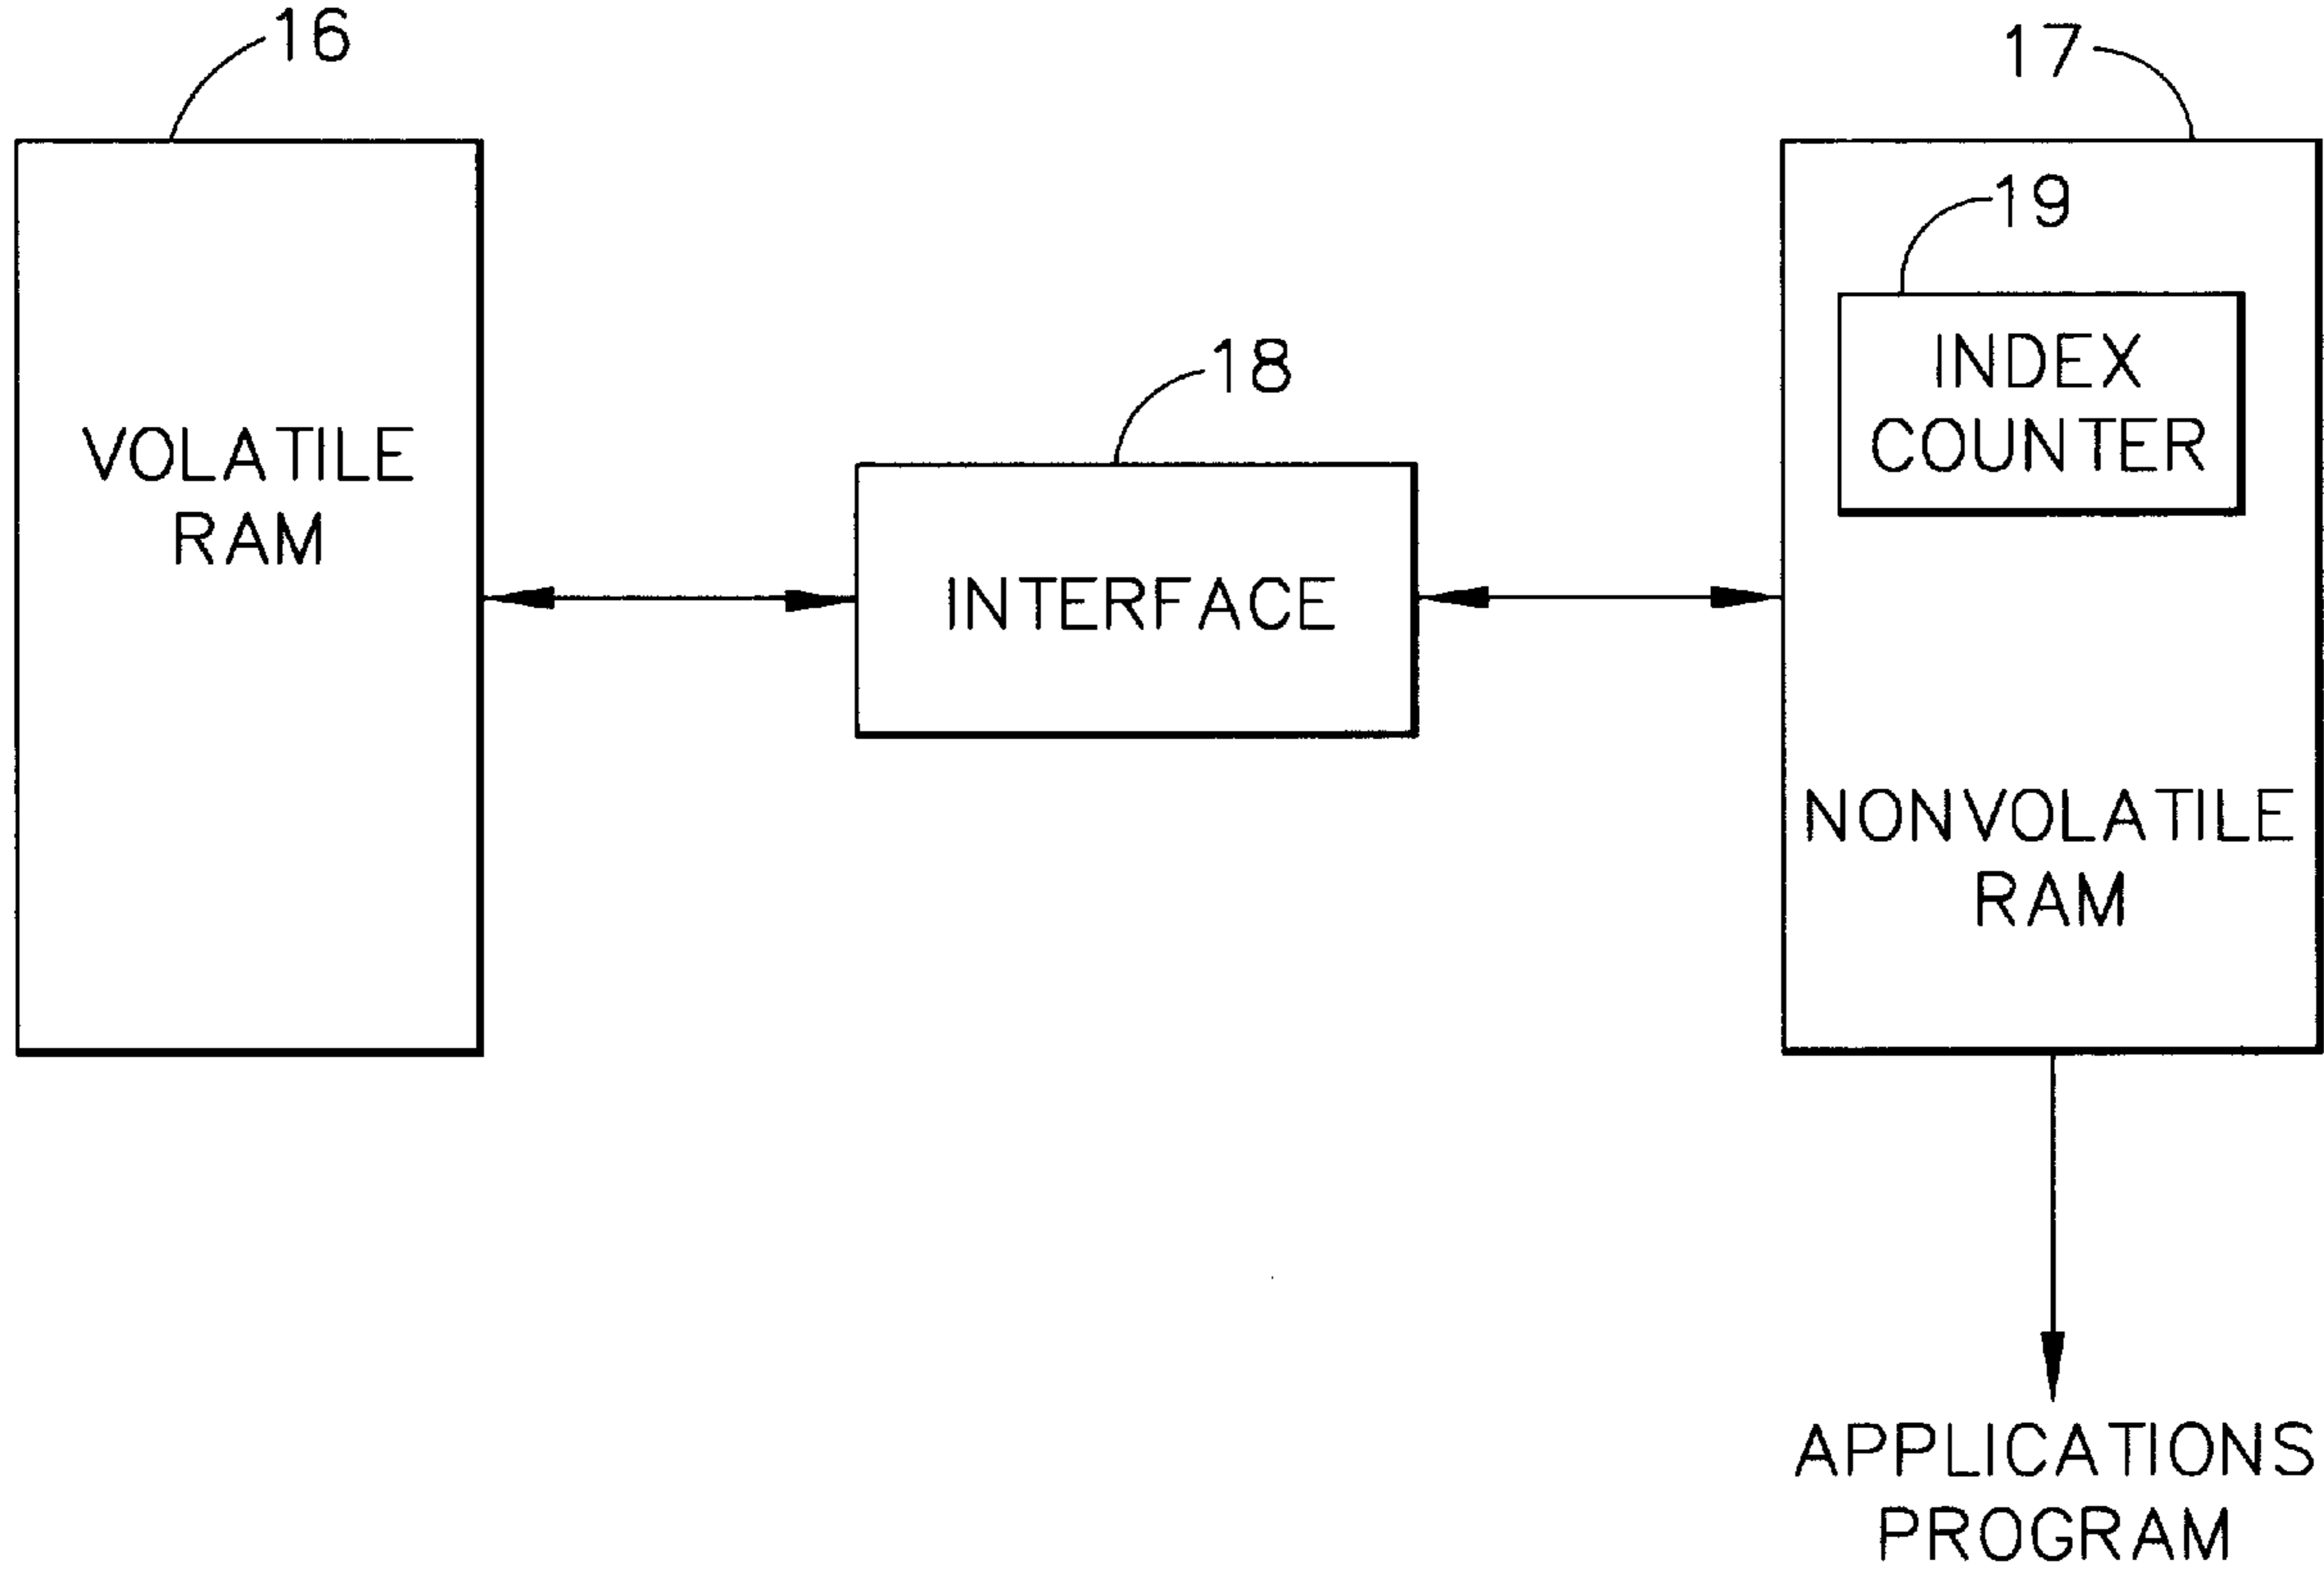 16
17
19
INDEX
COUNTER
18
VOLATILE
RAM
INTERFACE
NONVOLATILE
RAM
APPLICATIONS
PROGRAM